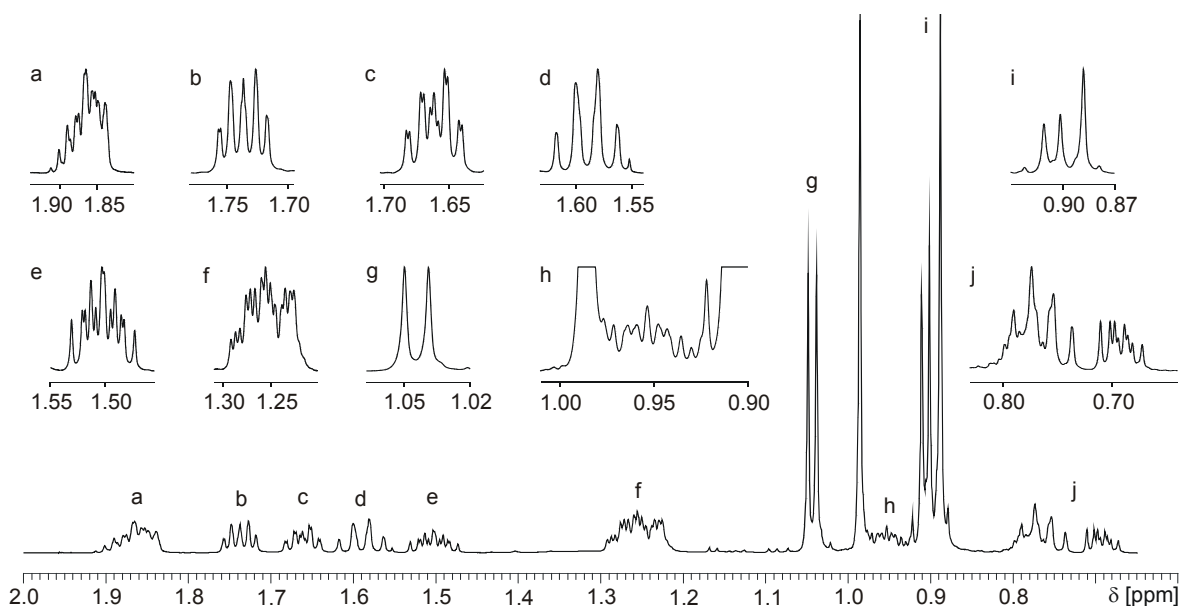 a b c d i
1.90 1.85 1.75 1.70 1.70 1.65 1.60 1.55 0.90 0.87
g
e f g h j
1.55 1.50 1.30 1.25 1.05 1.02 1.00 0.95 0.90 0.80 0.70
i
a b c d e f h j
2.0 1.9 1.8 1.7 1.6 1.5 1.4 1.3 1.2 1.1 1.0 0.9 0.8 δ [ppm]